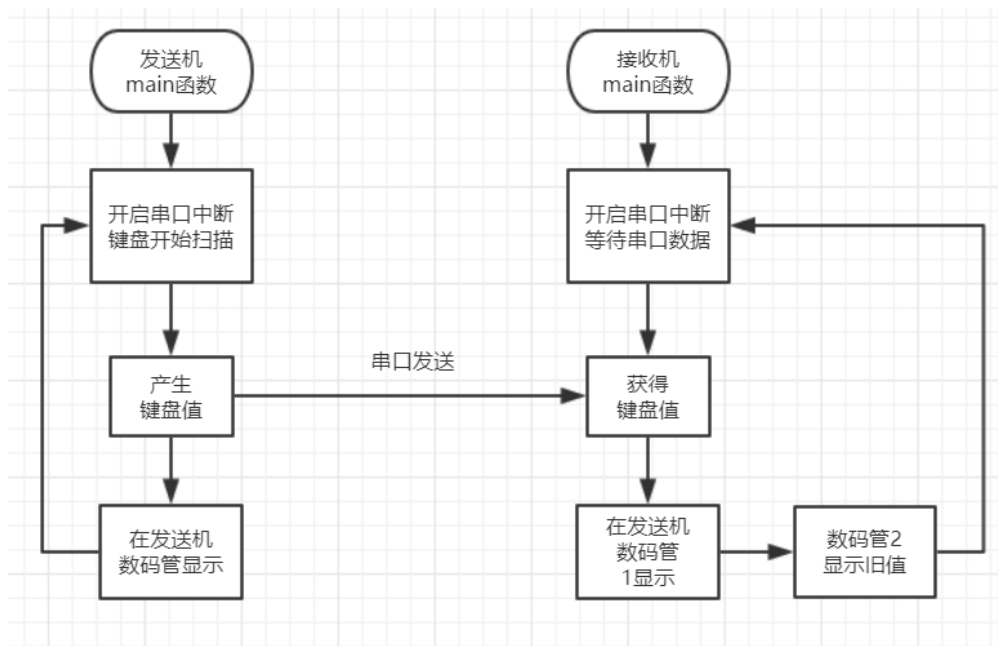 发送机
main函数
开启串口中断
键盘开始扫描
产生
键盘值
在发送机
数码管显示
串口发送
接收机
main函数
开启串口中断
等待串口数据
获得
键盘值
在发送机
数码管
1显示
数码管2
显示旧值